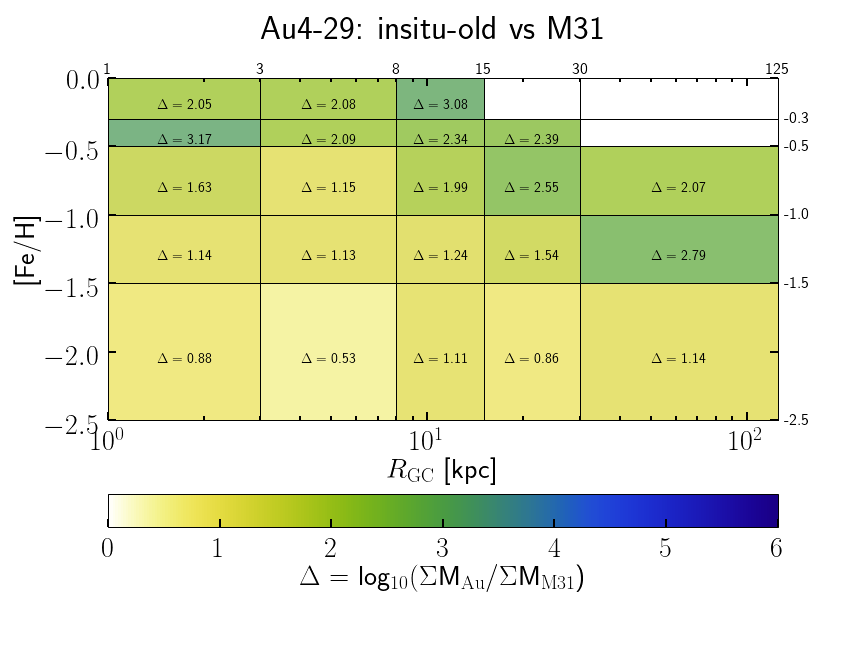 Au4-29: insitu-old vs M31
1 3 8 15 30 125
0.0 Δ = 2.05 Δ = 2.08 Δ = 3.08
-0.3
Δ = 3.17 Δ = 2.09 Δ = 2.34 Δ = 2.39
−0.5 -0.5
Δ = 1.63 Δ = 1.15 Δ = 1.99 Δ = 2.55 Δ = 2.07
−1.0 -1.0
[Fe/H]
Δ = 1.14 Δ = 1.13 Δ = 1.24 Δ = 1.54 Δ = 2.79
−1.5 -1.5
−2.0 Δ = 0.88 Δ = 0.53 Δ = 1.11 Δ = 0.86 Δ = 1.14
−2.5 -2.5
10⁰ 10¹ 10²
R_GC [kpc]
0 1 2 3 4 5 6
Δ = log₁₀(ΣM_Au/ΣM_M31)